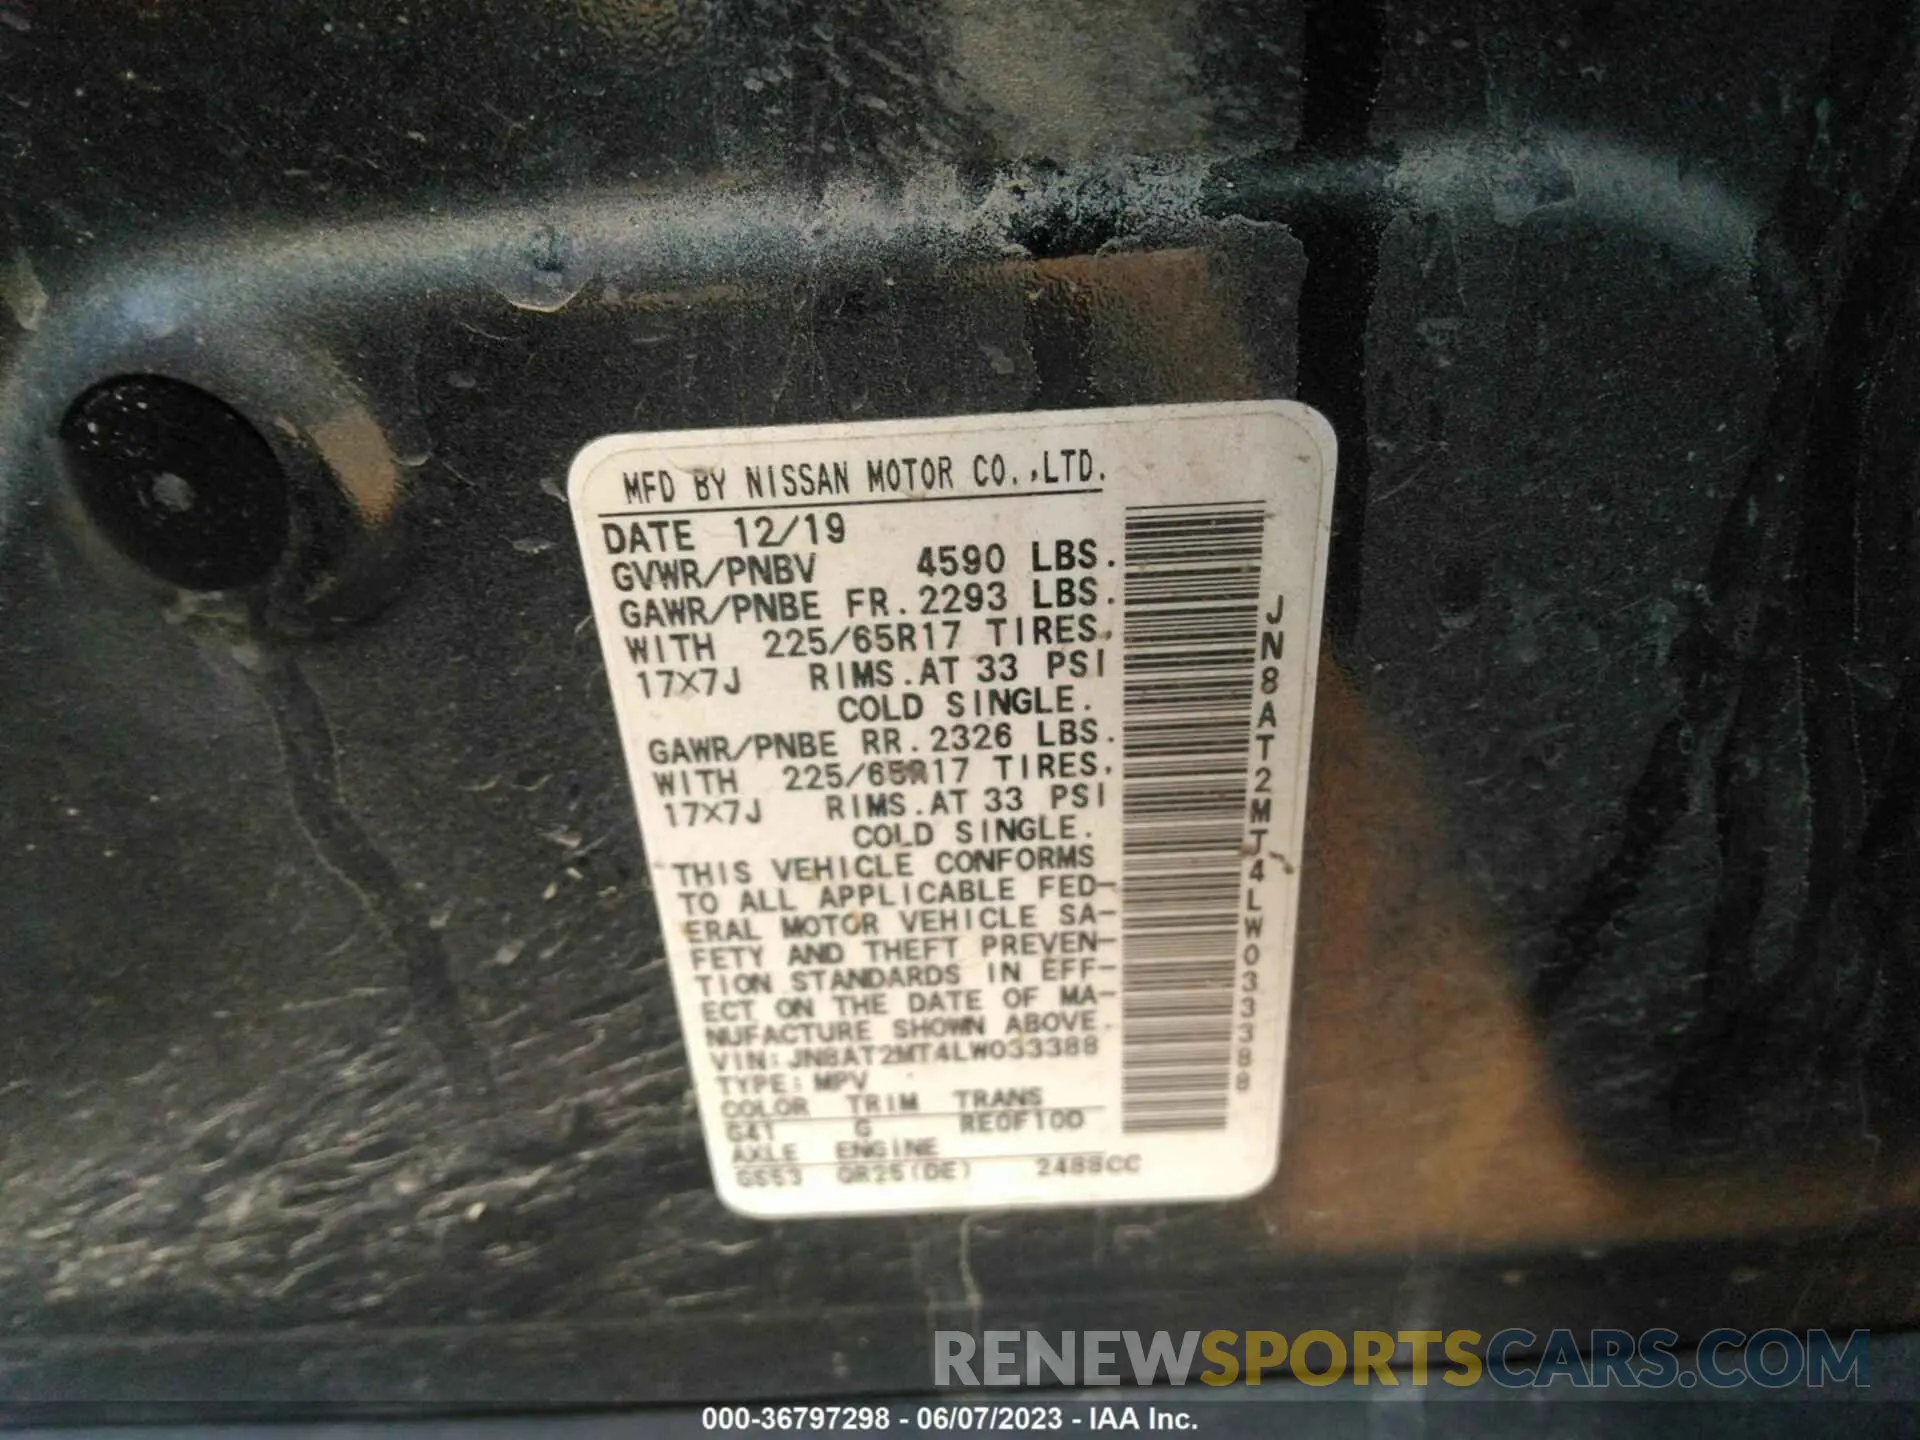 MFD BY NISSAN MOTOR CO.,LTD.
DATE 12/19
GVWR/PNBV 4590 LBS.
GAWR/PNBE FR. 2293 LBS.
WITH 225/65R17 TIRES,
17X7J RIMS.AT 33 PSI
COLD SINGLE.
GAWR/PNBE RR. 2326 LBS.
WITH 225/65R17 TIRES,
17X7J RIMS.AT 33 PSI
COLD SINGLE.
THIS VEHICLE CONFORMS
TO ALL APPLICABLE FED-
ERAL MOTOR VEHICLE SA-
FETY AND THEFT PREVEN-
TION STANDARDS IN EFF-
ECT ON THE DATE OF MA-
NUFACTURE SHOWN ABOVE.
VIN: JN8AT2MT4LW033388
TYPE: MPV
COLOR TRIM TRANS
G41 G RE0F10D
AXLE ENGINE
GS53 QR25(DE) 2488CC
JN8AT2MT4LW033388
RENEWSPORTSCARS.COM
000-36797298 - 06/07/2023 - IAA Inc.